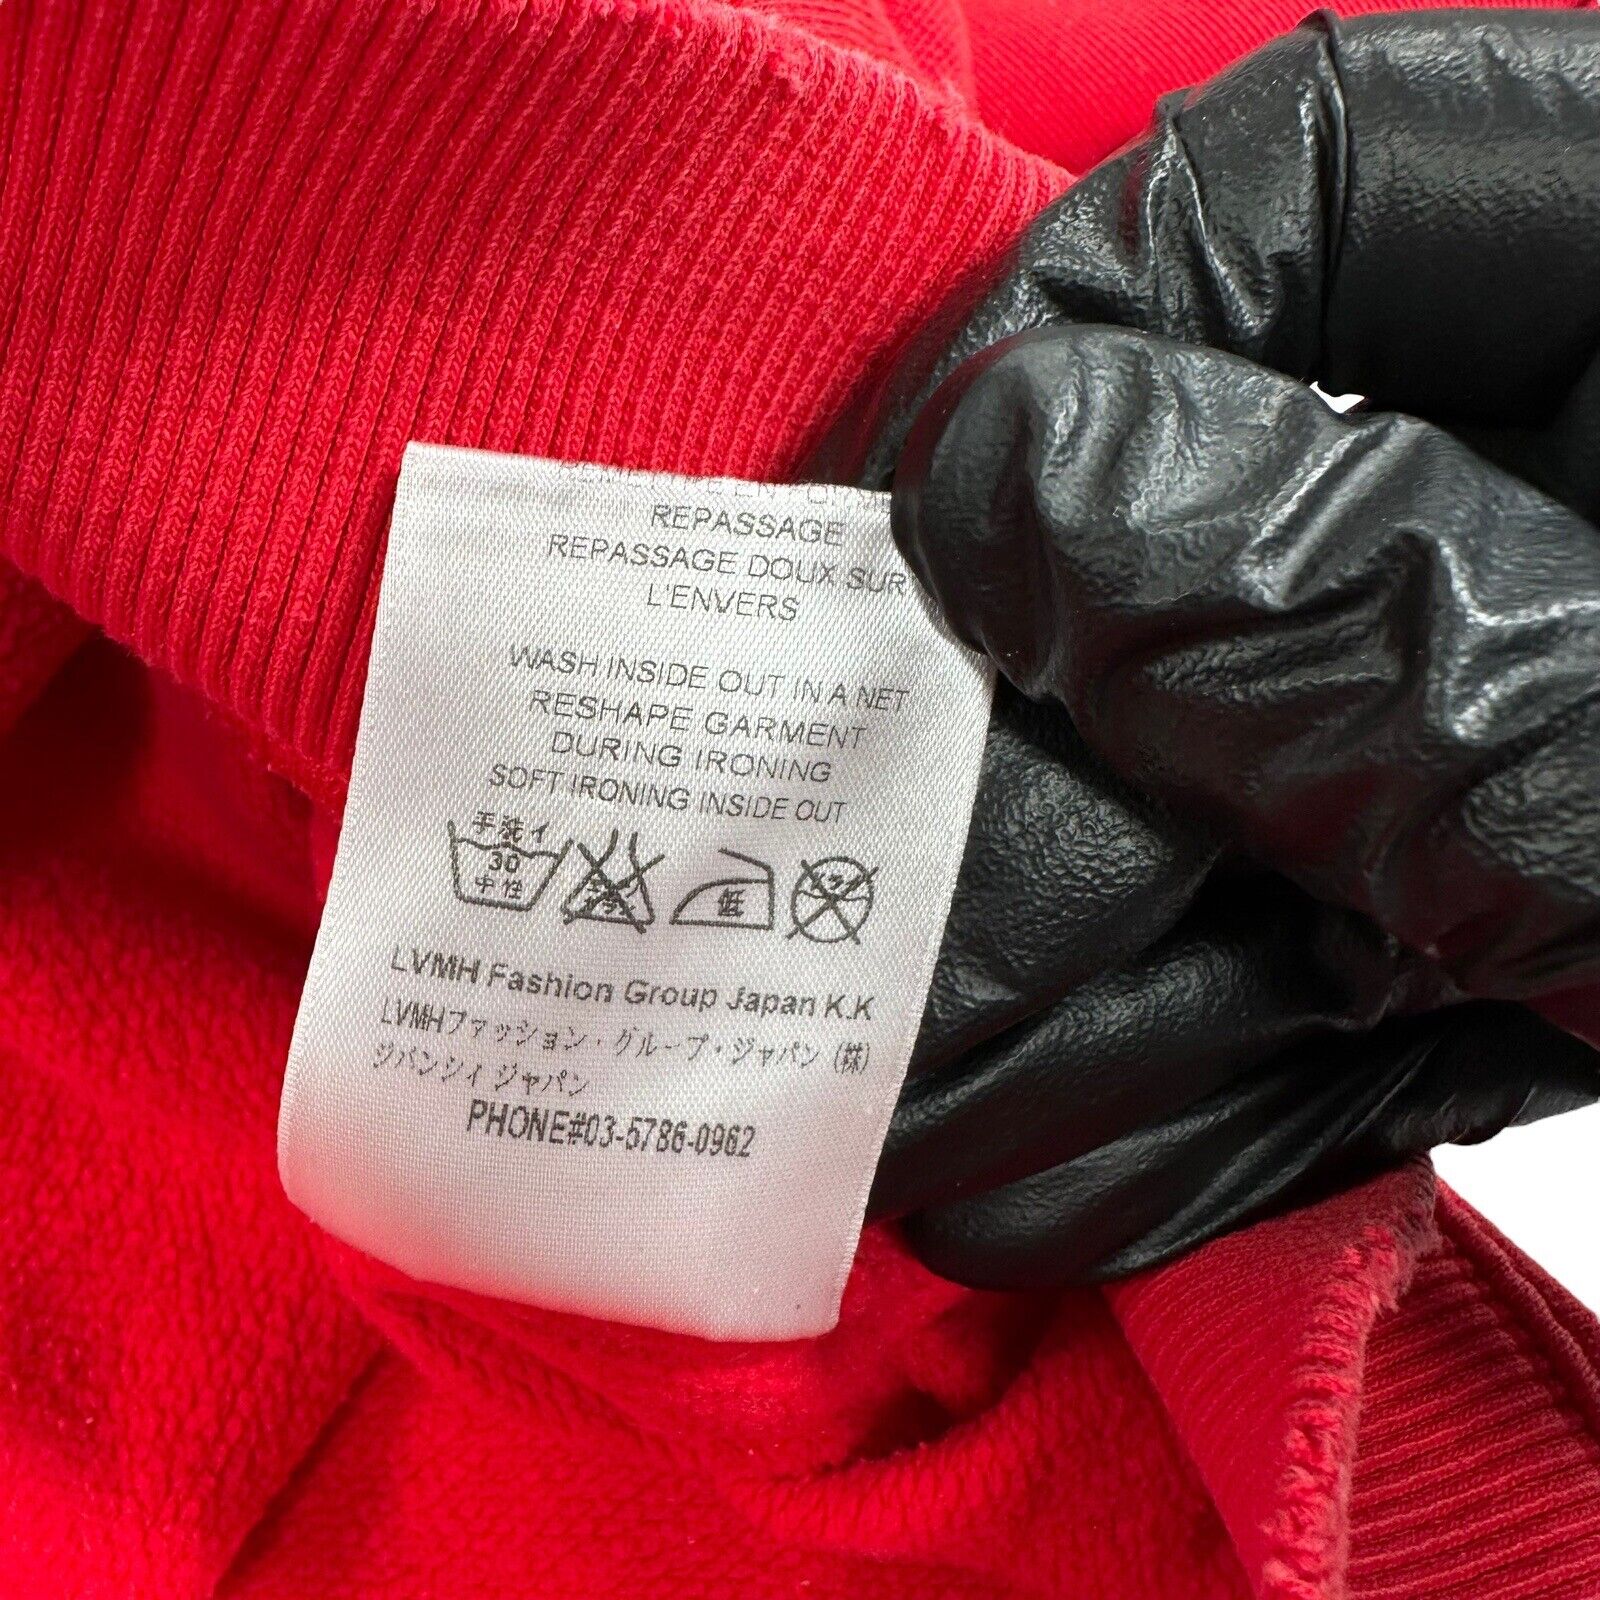 REPASSAGE
REPASSAGE DOUX SUR
L'ENVERS
WASH INSIDE OUT IN A NET
RESHAPE GARMENT
DURING IRONING
SOFT IRONING INSIDE OUT
手洗イ
30
中性
低
LVMH Fashion Group Japan K.K
LVMHファッション・グループ・ジャパン (株)
ジバンシィ ジャパン
PHONE#03-5786-0962